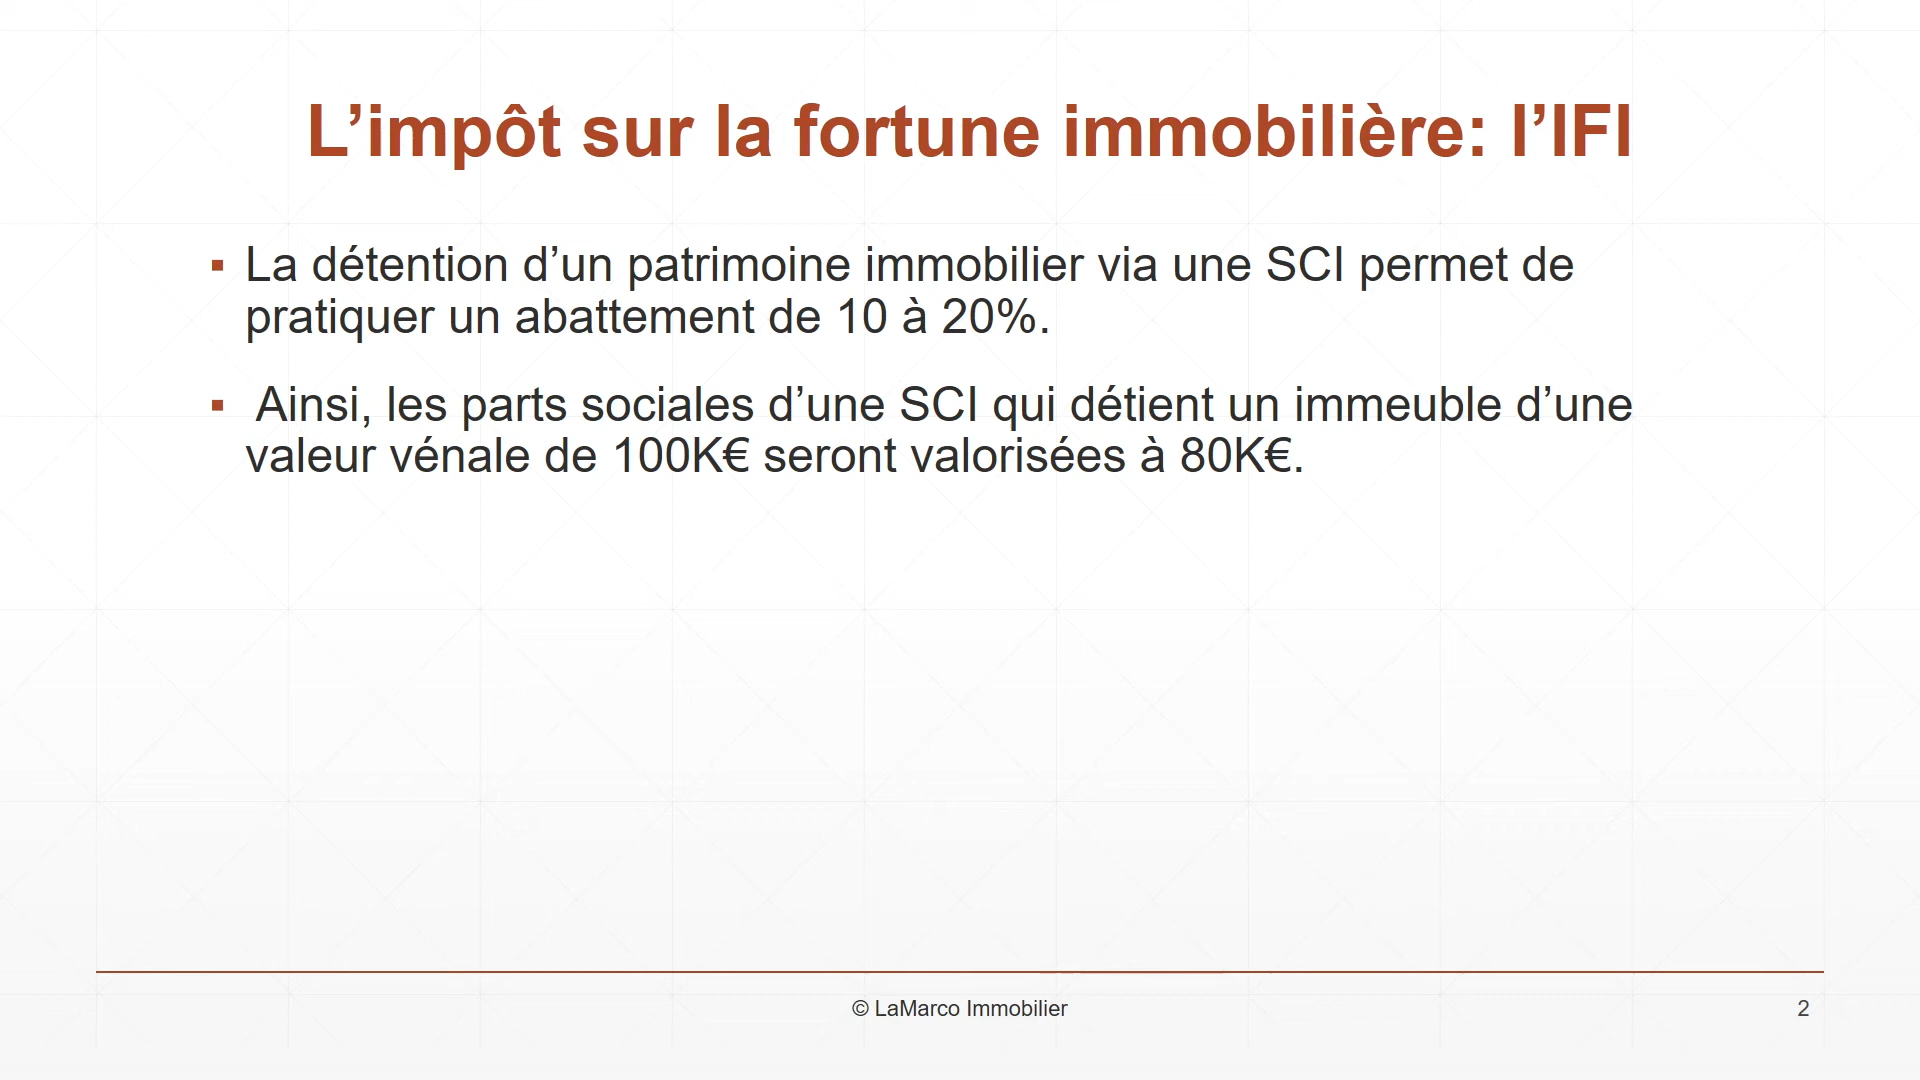 L’impôt sur la fortune immobilière: l’IFI
▪ La détention d’un patrimoine immobilier via une SCI permet de
pratiquer un abattement de 10 à 20%.
▪ Ainsi, les parts sociales d’une SCI qui détient un immeuble d’une
valeur vénale de 100K€ seront valorisées à 80K€.
© LaMarco Immobilier
2